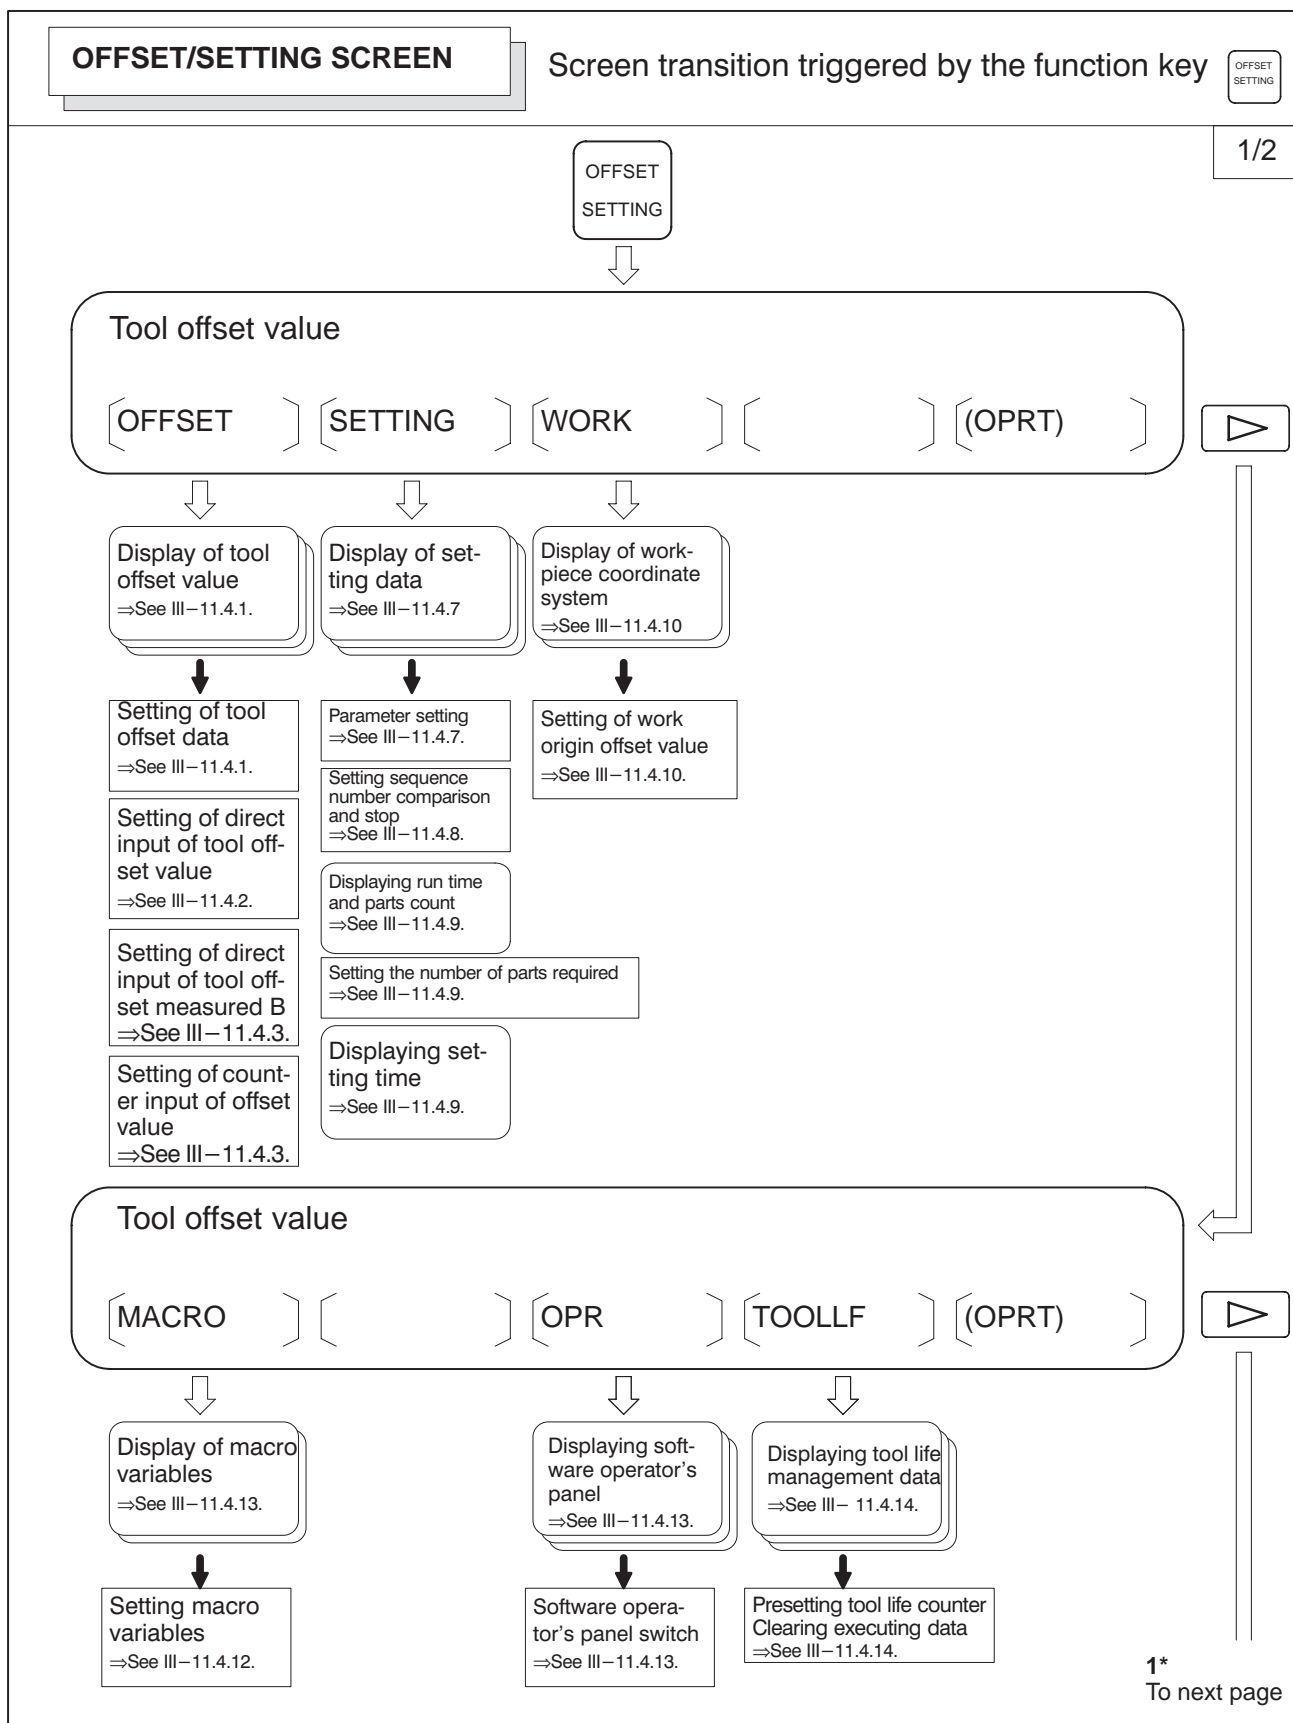 OFFSET/SETTING SCREEN
Screen transition triggered by the function key
OFFSET
SETTING
1/2
OFFSET
SETTING
Tool offset value
OFFSET
SETTING
WORK
(OPRT)
Display of tool
offset value
⇒See III−11.4.1.
Display of set-
ting data
⇒See III−11.4.7
Display of work-
piece coordinate
system
⇒See III−11.4.10
Setting of tool
offset data
⇒See III−11.4.1.
Setting of direct
input of tool off-
set value
⇒See III−11.4.2.
Setting of direct
input of tool off-
set measured B
⇒See III−11.4.3.
Setting of count-
er input of offset
value
⇒See III−11.4.3.
Parameter setting
⇒See III−11.4.7.
Setting sequence
number comparison
and stop
⇒See III−11.4.8.
Displaying run time
and parts count
⇒See III−11.4.9.
Setting the number of parts required
⇒See III−11.4.9.
Displaying set-
ting time
⇒See III−11.4.9.
Setting of work
origin offset value
⇒See III−11.4.10.
Tool offset value
MACRO
OPR
TOOLLF
(OPRT)
Display of macro
variables
⇒See III−11.4.13.
Displaying soft-
ware operator's
panel
⇒See III−11.4.13.
Displaying tool life
management data
⇒See III− 11.4.14.
Setting macro
variables
⇒See III−11.4.12.
Software opera-
tor's panel switch
⇒See III−11.4.13.
Presetting tool life counter
Clearing executing data
⇒See III−11.4.14.
1*
To next page